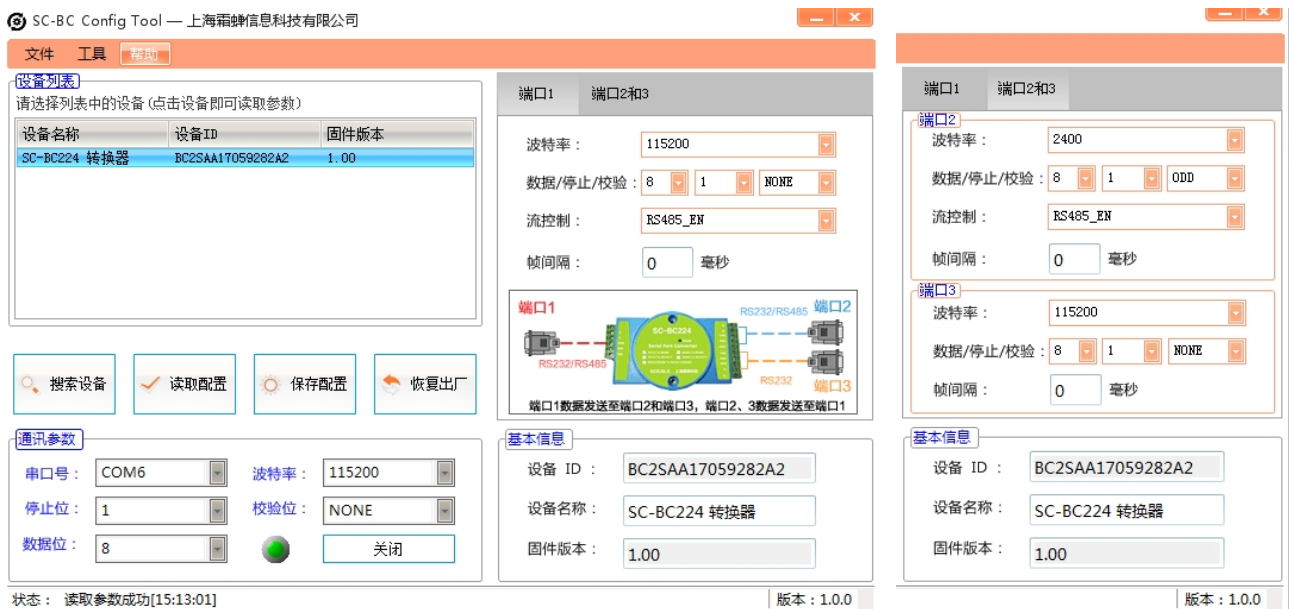 SC-BC Config Tool — 上海霜蝉信息科技有限公司
文件 工具 帮助
设备列表
请选择列表中的设备(点击设备即可读取参数)
设备名称 设备ID 固件版本
SC-BC224 转换器 BC2SAA17059282A2 1.00
搜索设备 读取配置 保存配置 恢复出厂
通讯参数
串口号： COM6 波特率： 115200
停止位： 1 校验位： NONE
数据位： 8 关闭
状态： 读取参数成功[15:13:01]
端口1 端口2和3
波特率： 115200
数据/停止/校验： 8 1 NONE
流控制： RS485_EN
帧间隔： 0 毫秒
端口1 RS232/RS485 端口2
SC-BC224
Serial Port Converter
RS232/RS485
RS232 端口3
端口1数据发送至端口2和端口3，端口2、3数据发送至端口1
基本信息
设备 ID ： BC2SAA17059282A2
设备名称： SC-BC224 转换器
固件版本： 1.00
版本：1.0.0
端口1 端口2和3
端口2
波特率： 2400
数据/停止/校验： 8 1 ODD
流控制： RS485_EN
帧间隔： 0 毫秒
端口3
波特率： 115200
数据/停止/校验： 8 1 NONE
帧间隔： 0 毫秒
基本信息
设备 ID ： BC2SAA17059282A2
设备名称： SC-BC224 转换器
固件版本： 1.00
版本：1.0.0